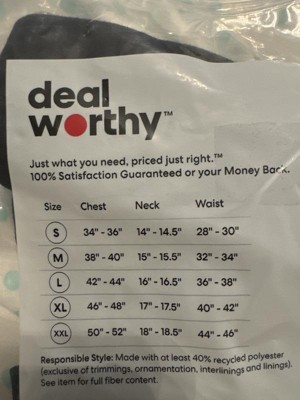 deal
worthy™
Just what you need, priced just right.™
100% Satisfaction Guaranteed or your Money Back.
Size Chest Neck Waist
S 34" - 36" 14" - 14.5" 28" - 30"
M 38" - 40" 15" - 15.5" 32" - 34"
L 42" - 44" 16" - 16.5" 36" - 38"
XL 46" - 48" 17" - 17.5" 40" - 42"
XXL 50" - 52" 18" - 18.5" 44" - 46"
Responsible Style: Made with at least 40% recycled polyester
(exclusive of trimmings, ornamentation, interlinings and linings).
See item for full fiber content.